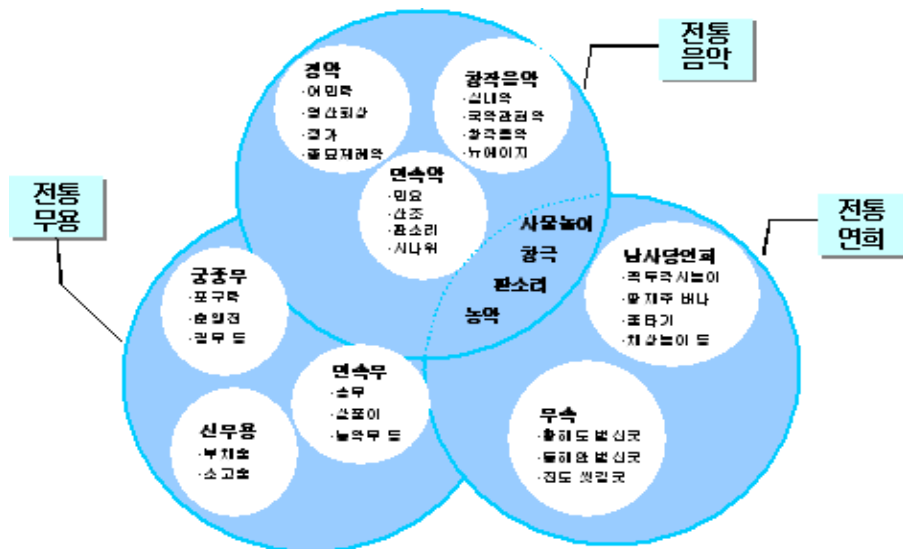 전통
음악
정악
·여민락
·영산회상
·정가
·종묘제례악
창작음악
·실내악
·국악관현악
·창극음악
·뉴에이지
민속악
·민요
·산조
·판소리
·시나위
전통
무용
전통
연희
사물놀이
창극
판소리
농악
궁중무
·포구락
·춘앵전
·검무 등
민속무
·승무
·살풀이
·농악무 등
신무용
·부채춤
·소고춤
남사당연희
·꼭두각시놀이
·줄타기
무속
·황해도 별신굿
·동해안 별신굿
·진도 씻김굿